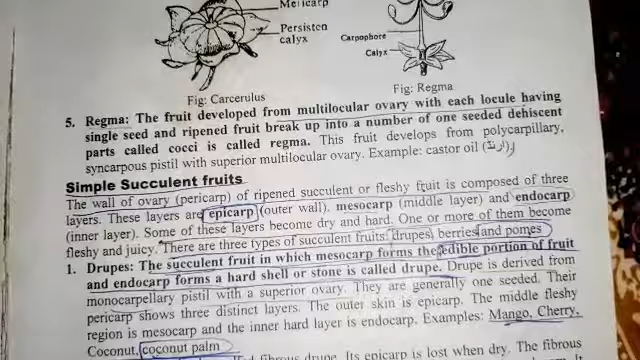 Mericarp
Persisten
calyx
Carpophore
Calyx
Fig: Carcerulus
Fig: Regma
5. Regma: The fruit developed from multilocular ovary with each locule having
single seed and ripened fruit break up into a number of one seeded dehiscent
parts called cocci is called regma. This fruit develops from polycarpillary,
syncarpous pistil with superior multilocular ovary. Example: castor oil
Simple Succulent fruits
The wall of ovary (pericarp) of ripened succulent or fleshy fruit is composed of three
layers. These layers are epicarp (outer wall), mesocarp (middle layer) and endocarp
(inner layer). Some of these layers become dry and hard. One or more of them become
fleshy and juicy. There are three types of succulent fruits: drupes, berries and pomes
1. Drupes: The succulent fruit in which mesocarp forms the edible portion of fruit
and endocarp forms a hard shell or stone is called drupe. Drupe is derived from
monocarpellary pistil with a superior ovary. They are generally one seeded. Their
pericarp shows three distinct layers. The outer skin is epicarp. The middle fleshy
region is mesocarp and the inner hard layer is endocarp. Examples: Mango, Cherry,
Coconut, coconut palm
fibrous drupe. Its epicarp is lost when dry. The fibrous